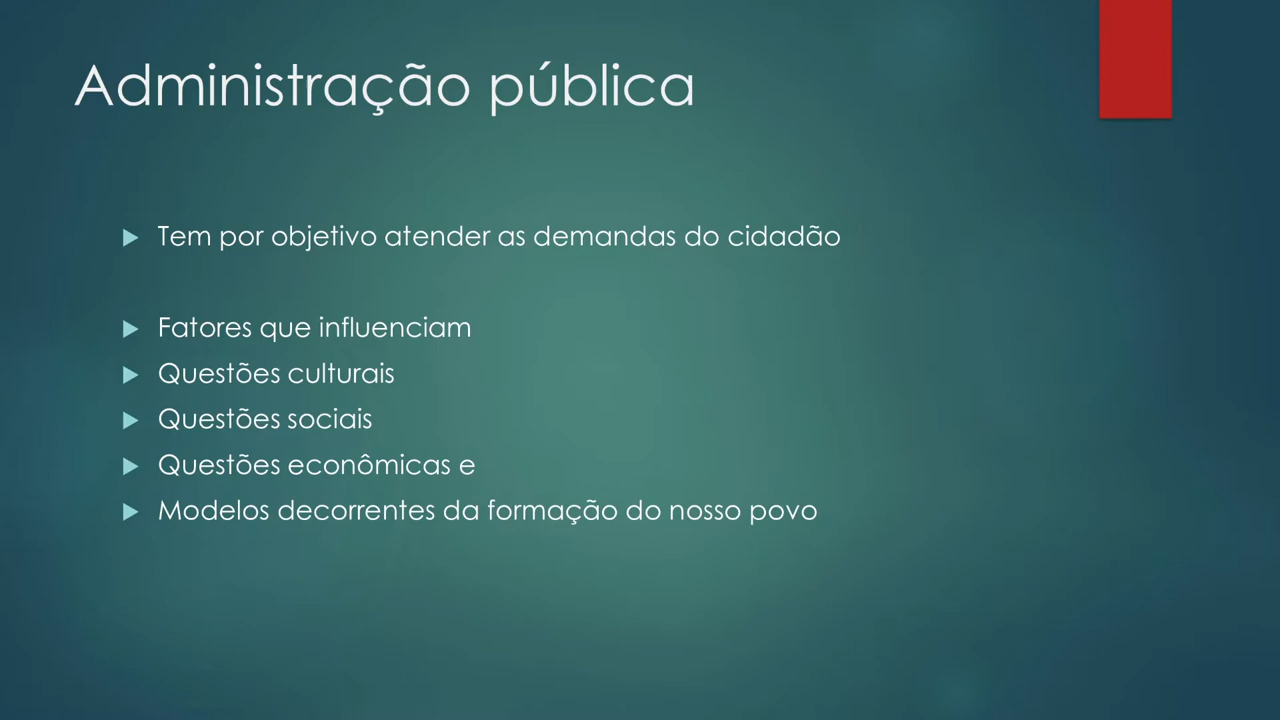 Administração pública
Tem por objetivo atender as demandas do cidadão
Fatores que influenciam
Questões culturais
Questões sociais
Questões econômicas e
Modelos decorrentes da formação do nosso povo